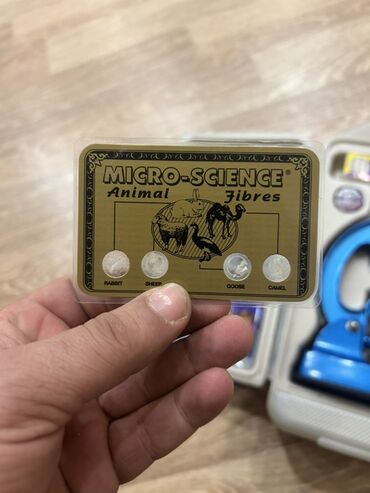 MICRO-SCIENCE®
Animal Fibres
RABBIT SHEEP GOOSE CAMEL